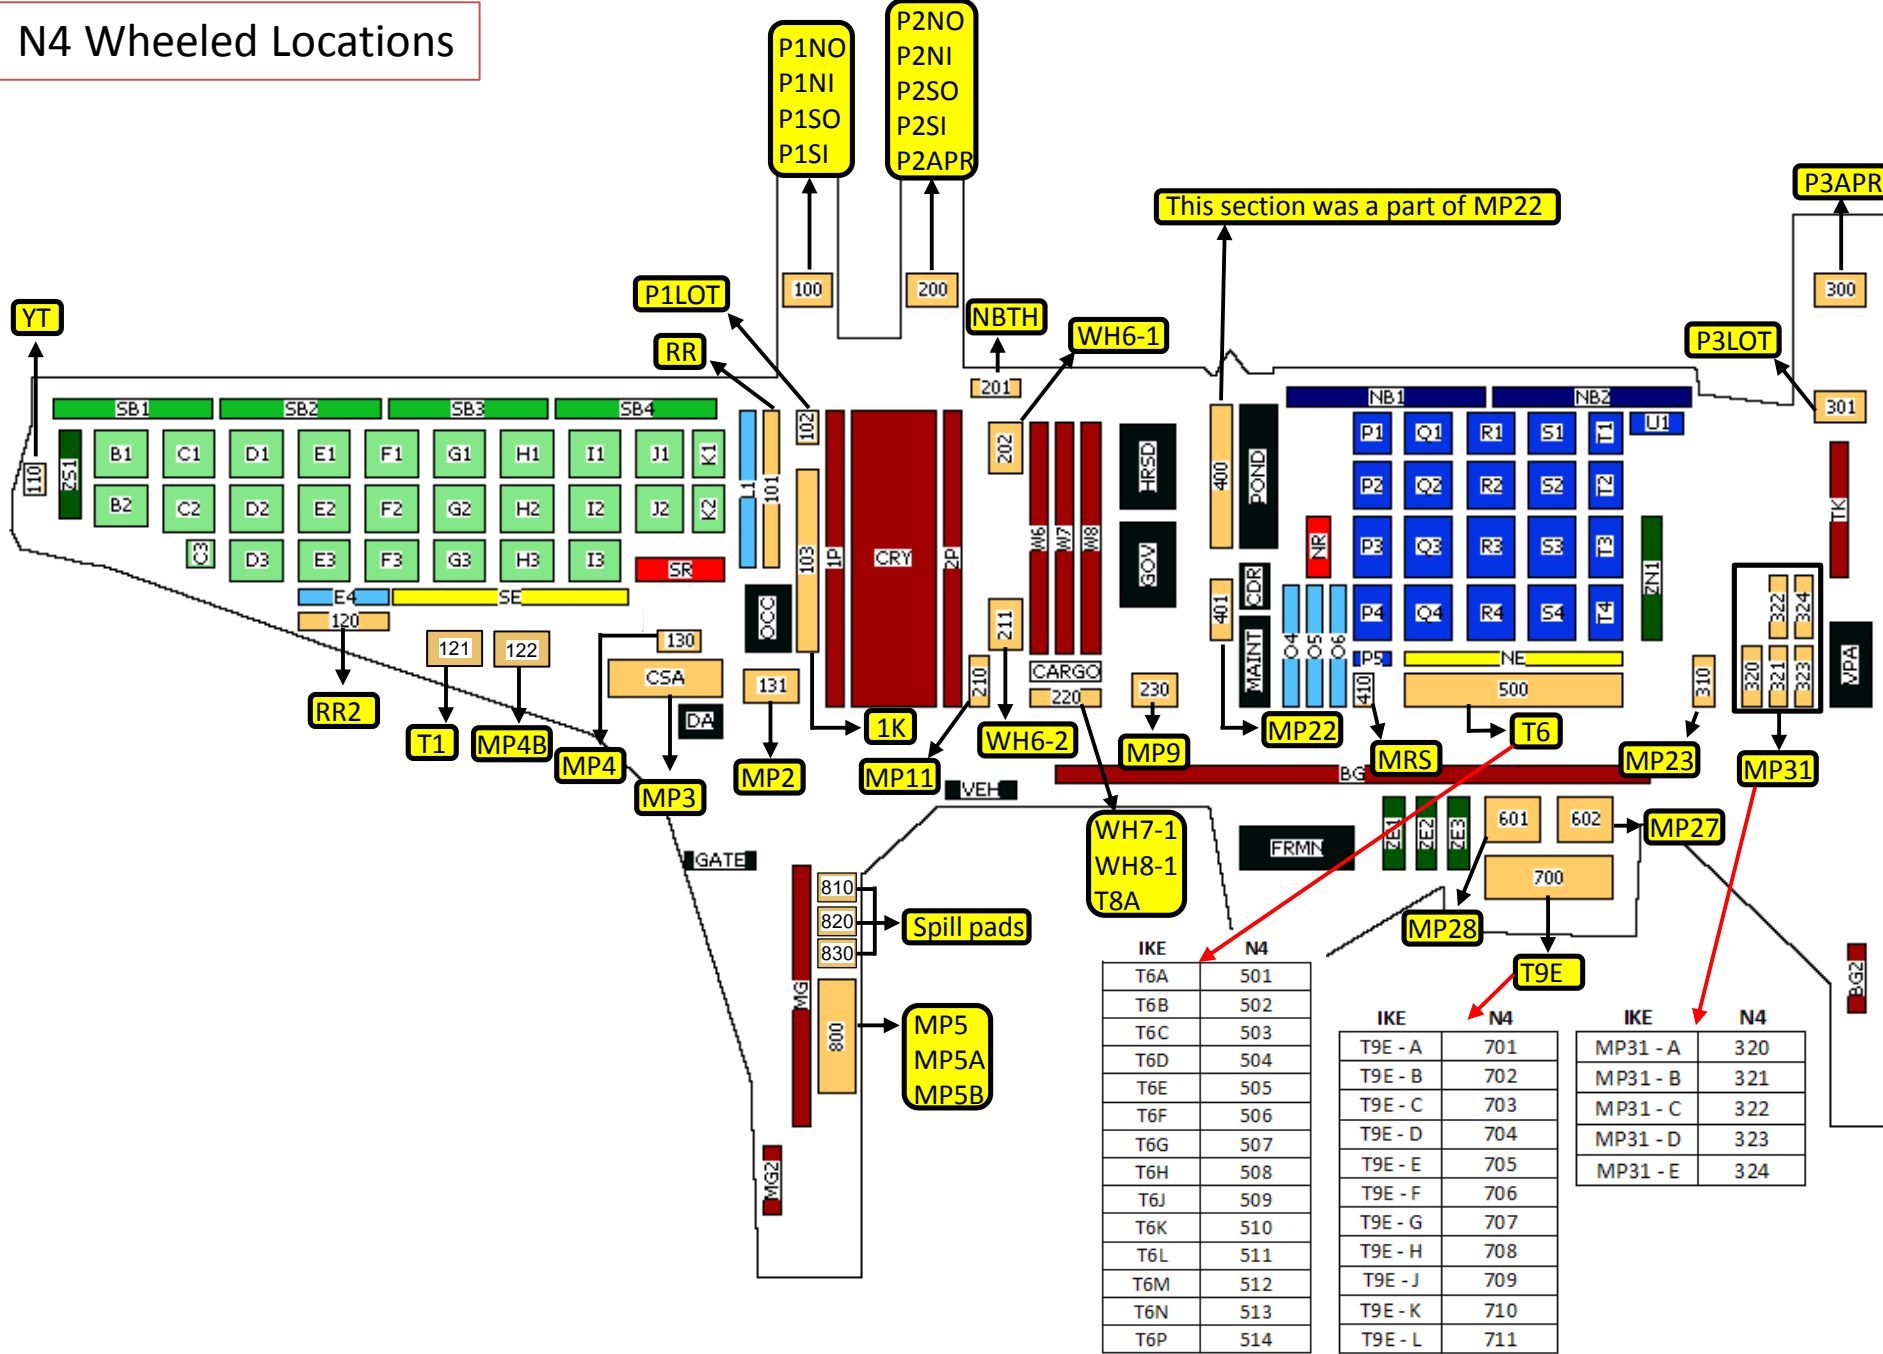 N4 Wheeled Locations
P1NO
P1NI
P1SO
P1SI
P2NO
P2NI
P2SO
P2SI
P2APR
This section was a part of MP22
P3APR
100
200
300
YT
P1LOT
RR
NBTH
WH6-1
P3LOT
201
301
SB1
SB2
SB3
SB4
NB1
NB2
110
ZS1
B1
C1
D1
E1
F1
G1
H1
I1
J1
K1
B2
C2
D2
E2
F2
G2
H2
I2
J2
K2
C3
D3
E3
F3
G3
H3
I3
SR
E4
SE
120
121
122
130
CSA
DA
L1
101
102
103
OCC
131
1P
CRY
2P
202
211
210
W6
W7
W8
CARGO
220
HRSD
GOV
230
400
POND
401
CDR
MAINT
NR
O4
O5
O6
P1
Q1
R1
S1
T1
U1
P2
Q2
R2
S2
T2
P3
Q3
R3
S3
T3
P4
Q4
R4
S4
T4
P5
NE
410
500
ZN1
310
TK
322
324
320
321
323
VPA
RR2
T1
MP4B
MP4
MP3
MP2
1K
MP11
WH6-2
MP9
MP22
MRS
T6
MP23
MP31
BG
VEH
GATE
WH7-1
WH8-1
T8A
FRMN
ZE1
ZE2
ZE3
601
602
MP27
700
MP28
T9E
BG2
MG
810
820
830
Spill pads
800
MP5
MP5A
MP5B
MG2
IKE N4
T6A 501
T6B 502
T6C 503
T6D 504
T6E 505
T6F 506
T6G 507
T6H 508
T6J 509
T6K 510
T6L 511
T6M 512
T6N 513
T6P 514
IKE N4
T9E - A 701
T9E - B 702
T9E - C 703
T9E - D 704
T9E - E 705
T9E - F 706
T9E - G 707
T9E - H 708
T9E - J 709
T9E - K 710
T9E - L 711
IKE N4
MP31 - A 320
MP31 - B 321
MP31 - C 322
MP31 - D 323
MP31 - E 324